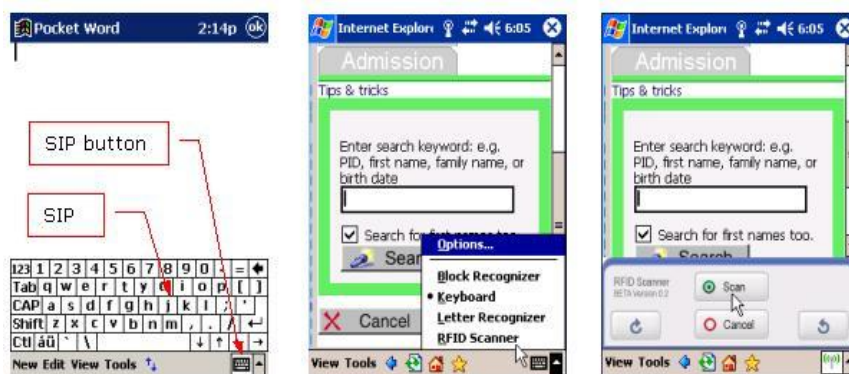 Pocket Word 2:14p ok
SIP button
SIP
123 1 2 3 4 5 6 7 8 9 0 - =
Tab q w e r t y u i o p [ ]
CAP a s d f g h j k l ; '
Shift z x c v b n m , . /
Ctl áü ` \
New Edit View Tools
Internet Explore 6:05
Admission
Tips & tricks
Enter search keyword: e.g.
PID, first name, family name, or
birth date
Search for first names too.
Sear
Cancel
Options...
Block Recognizer
Keyboard
Letter Recognizer
RFID Scanner
View Tools
Internet Explore 6:05
Admission
Tips & tricks
Enter search keyword: e.g.
PID, first name, family name, or
birth date
Search for first names too.
Search
RFID Scanner
BETA Version 0.2
Scan
Cancel
View Tools